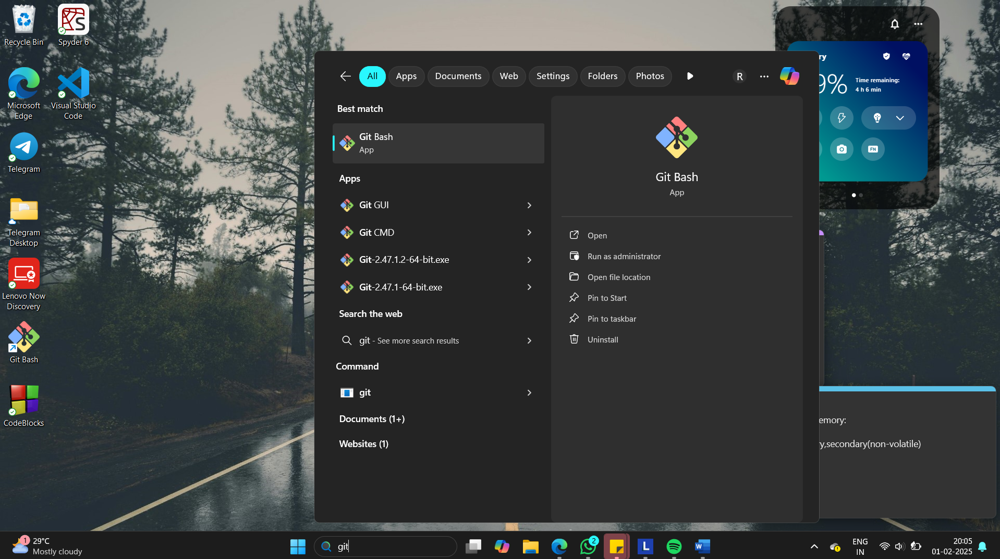 Recycle Bin
Spyder 6
Microsoft
Edge
Visual Studio
Code
Telegram
Telegram
Desktop
Lenovo Now
Discovery
Git Bash
CodeBlocks
All
Apps
Documents
Web
Settings
Folders
Photos
R
Best match
Git Bash
App
Apps
Git GUI
Git CMD
Git-2.47.1.2-64-bit.exe
Git-2.47.1-64-bit.exe
Search the web
git - See more search results
Command
git
Documents (1+)
Websites (1)
Git Bash
App
Open
Run as administrator
Open file location
Pin to Start
Pin to taskbar
Uninstall
ry
9%
Time remaining:
4 h 6 min
FN
emory:
y,secondary(non-volatile)
1
29°C
Mostly cloudy
git
2
L
W
ENG
IN
20:05
01-02-2025